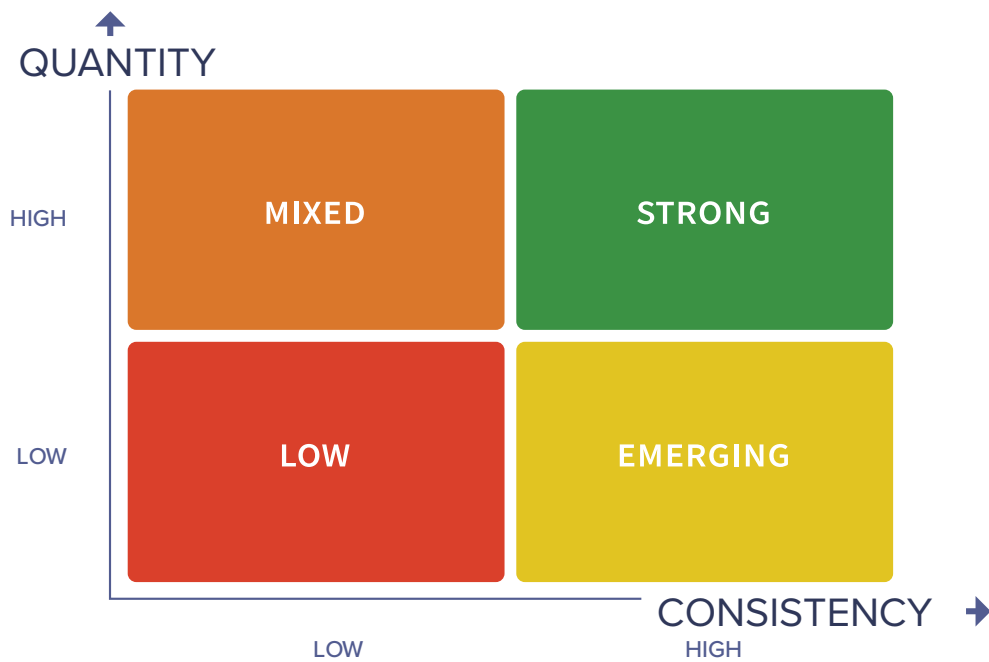 QUANTITY
HIGH
MIXED
STRONG
LOW
LOW
EMERGING
CONSISTENCY
LOW
HIGH